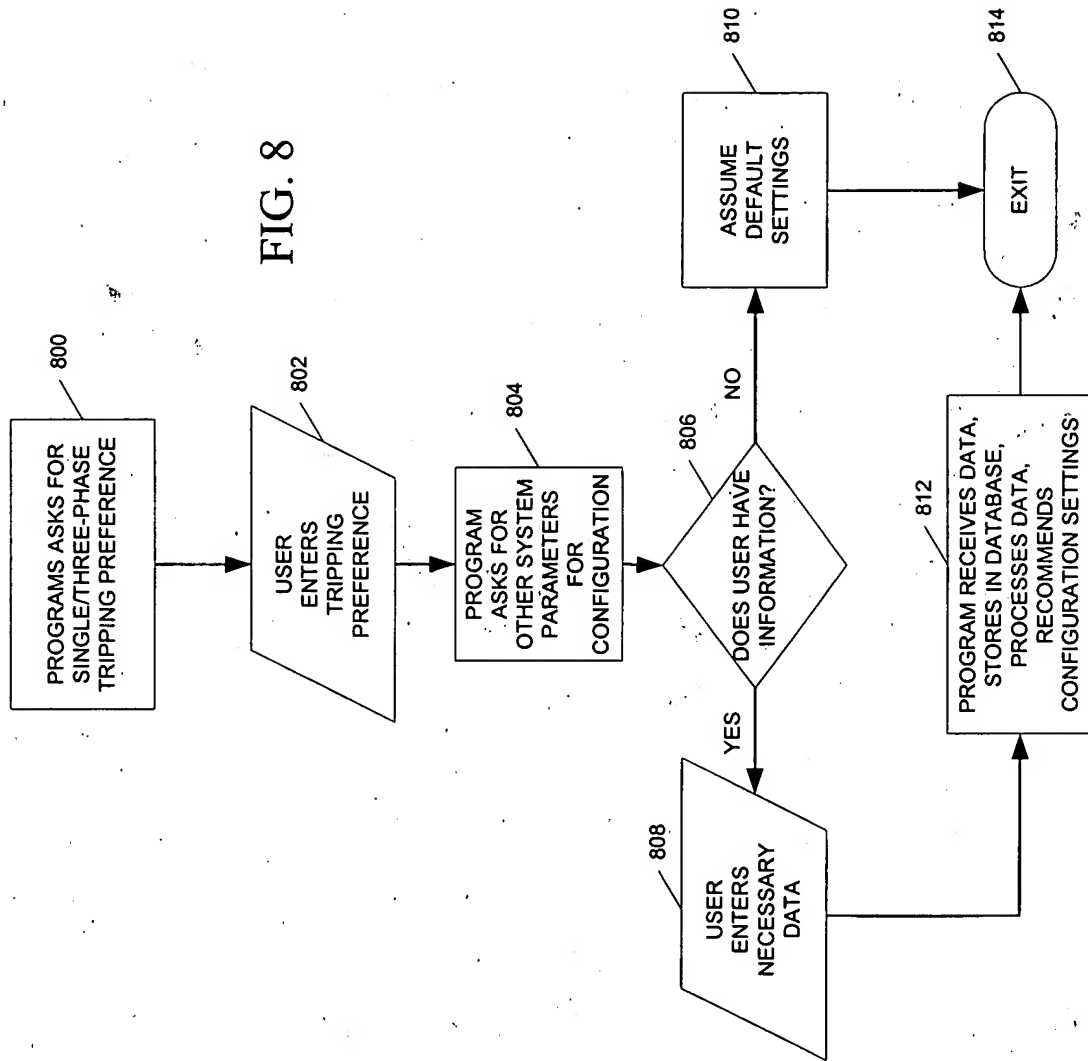 FIG. 8
800
PROGRAMS ASKS FOR
SINGLE/THREE-PHASE
TRIPPING PREFERENCE
802
USER
ENTERS
TRIPPING
PREFERENCE
804
PROGRAM
ASKS FOR
OTHER SYSTEM
PARAMETERS
FOR
CONFIGURATION
806
DOES USER HAVE
INFORMATION?
YES
NO
808
USER
ENTERS
NECESSARY
DATA
810
ASSUME
DEFAULT
SETTINGS
812
PROGRAM RECEIVES DATA,
STORES IN DATABASE,
PROCESSES DATA,
RECOMMENDS
CONFIGURATION SETTINGS
814
EXIT